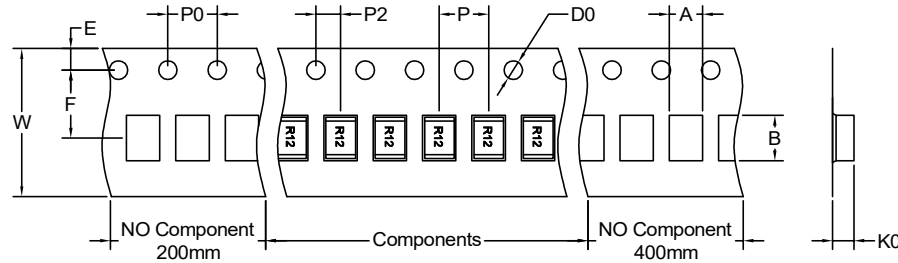 E
P0
P2
P
D0
A
W
F
B
R12
R12
R12
R12
R12
R12
K0
NO Component
200mm
Components
NO Component
400mm